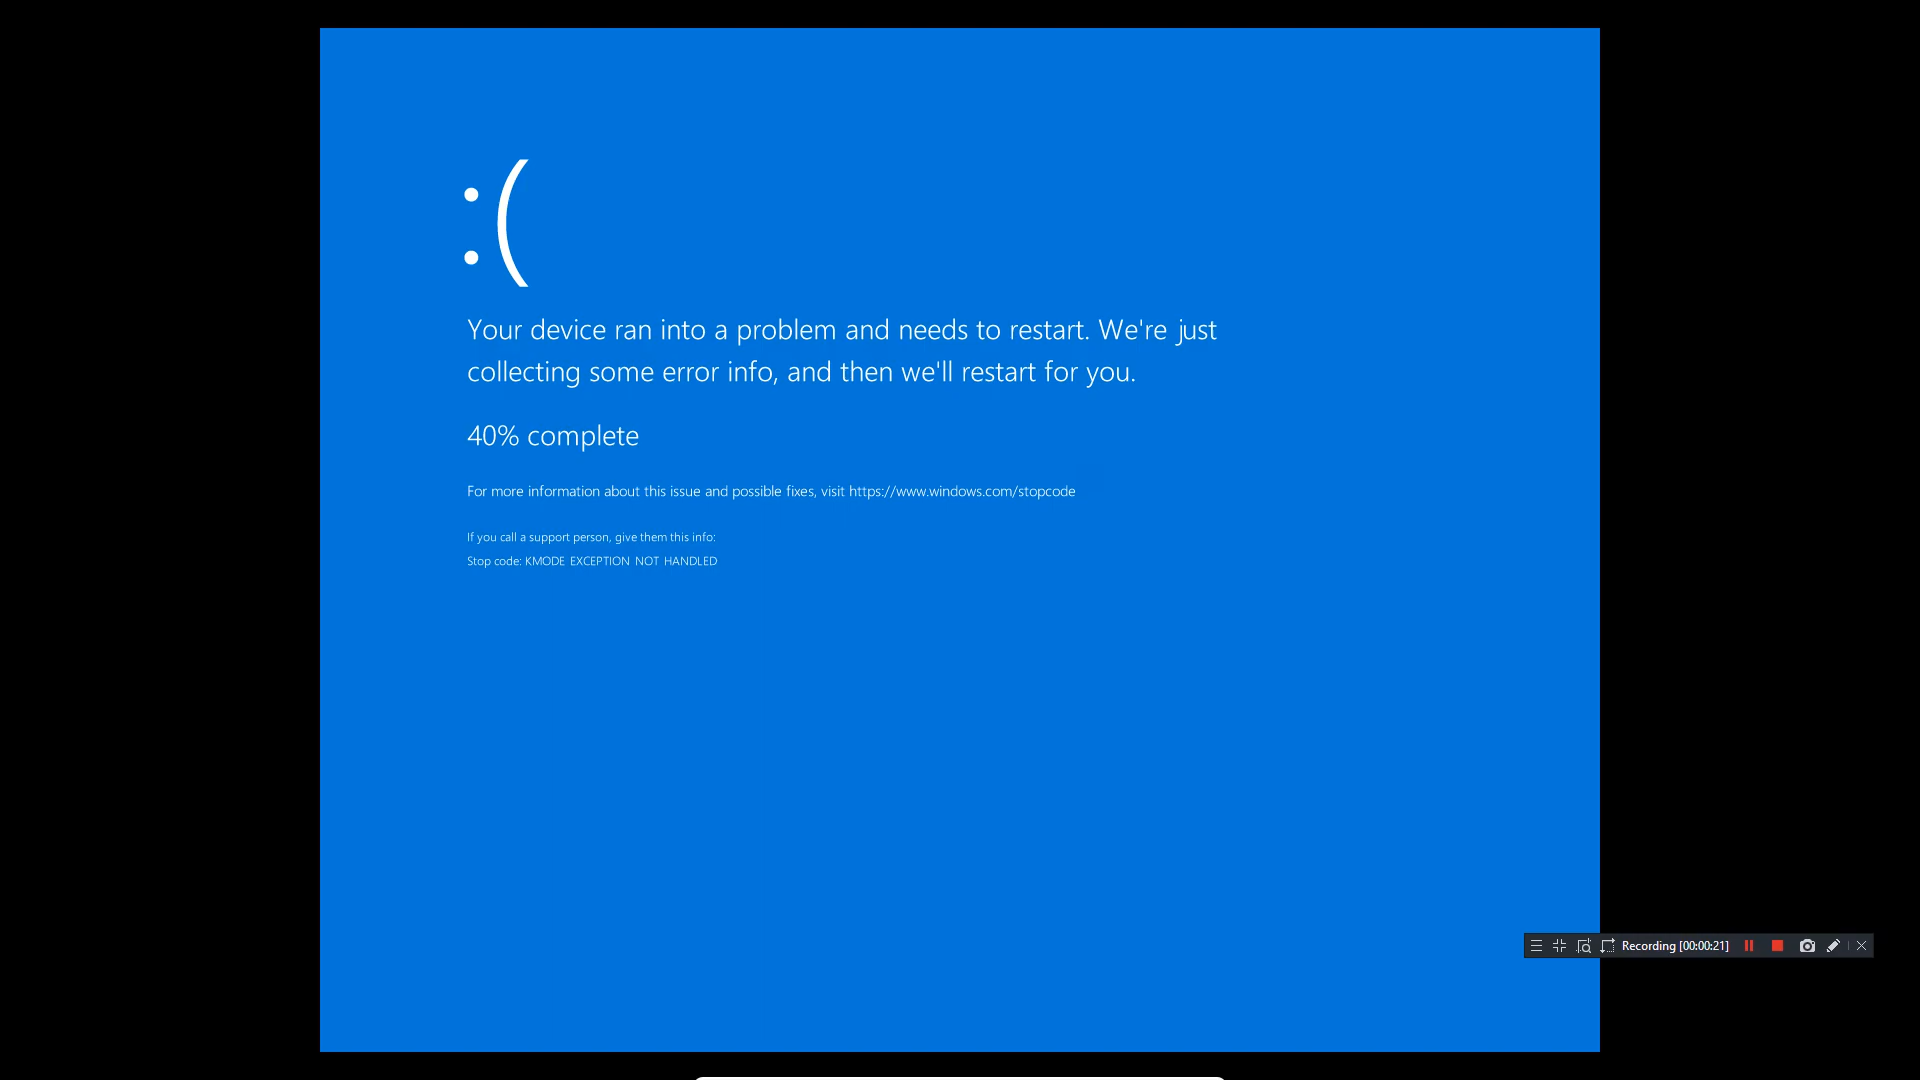 :(
Your device ran into a problem and needs to restart. We're just
collecting some error info, and then we'll restart for you.
40% complete
For more information about this issue and possible fixes, visit https://www.windows.com/stopcode
If you call a support person, give them this info:
Stop code: KMODE EXCEPTION NOT HANDLED
Recording [00:00:21]